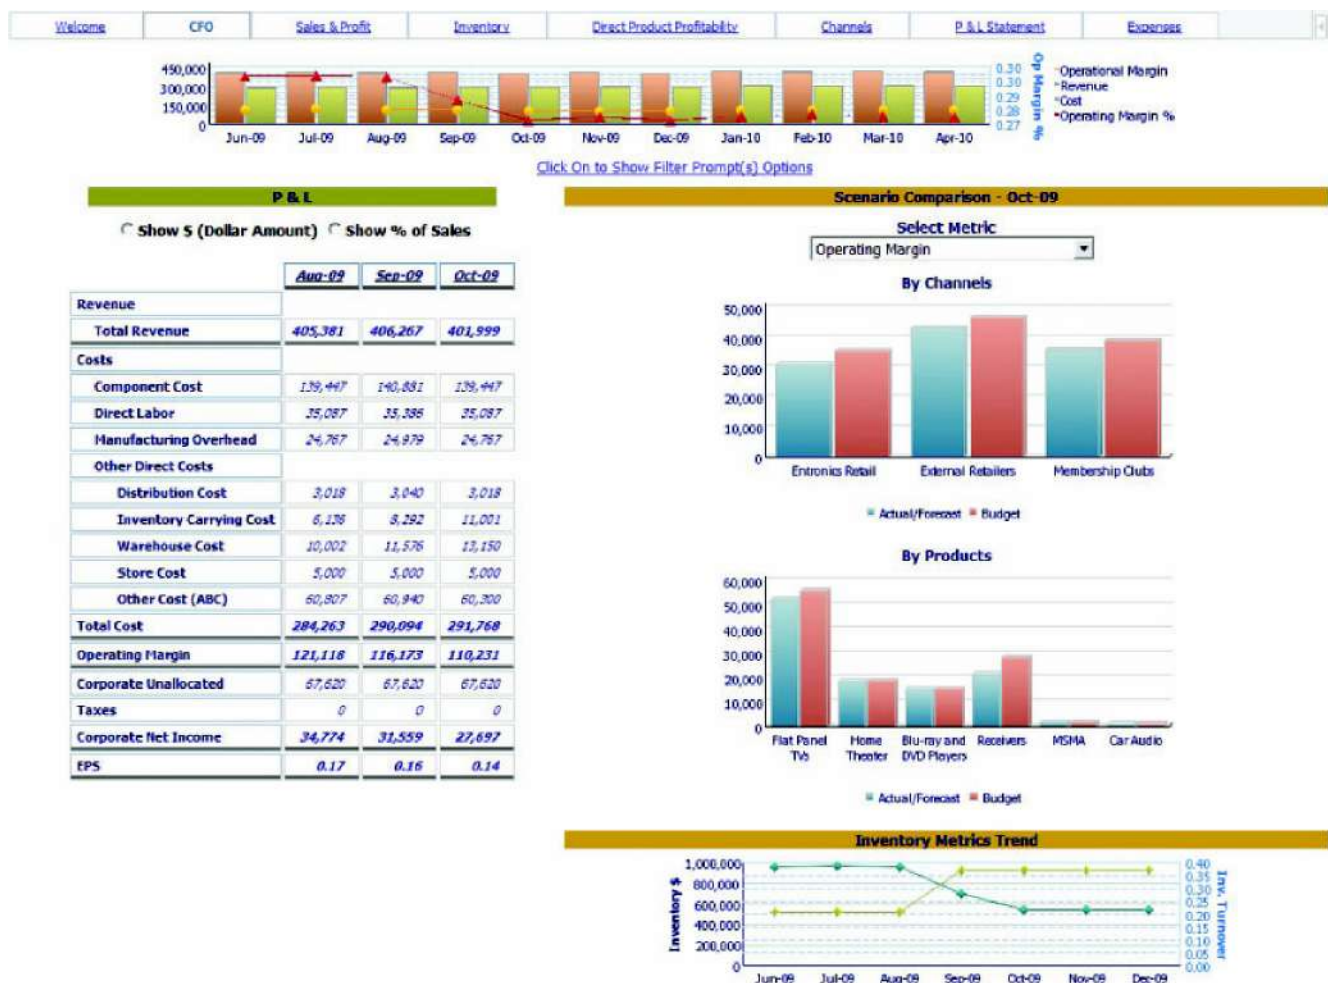 Welcome CFO Sales & Profit Inventory Direct Product Profitability Channels P & L Statement Expenses
450,000
300,000
150,000
0
Jun-09 Jul-09 Aug-09 Sep-09 Oct-09 Nov-09 Dec-09 Jan-10 Feb-10 Mar-10 Apr-10
0.30
0.30
0.29
0.28
0.27
Op Margin %
Operational Margin
Revenue
Cost
Operating Margin %
Click On to Show Filter Prompt(s) Options
P & L
Show $ (Dollar Amount) Show % of Sales
Aug-09 Sep-09 Oct-09
Revenue
Total Revenue 405,381 406,267 401,999
Costs
Component Cost 139,447 140,881 139,447
Direct Labor 35,087 35,386 35,087
Manufacturing Overhead 24,767 24,979 24,767
Other Direct Costs
Distribution Cost 3,018 3,040 3,018
Inventory Carrying Cost 6,136 8,292 11,001
Warehouse Cost 10,002 11,576 13,150
Store Cost 5,000 5,000 5,000
Other Cost (ABC) 60,807 60,940 60,300
Total Cost 284,263 290,094 291,768
Operating Margin 121,118 116,173 110,231
Corporate Unallocated 67,620 67,620 67,620
Taxes 0 0 0
Corporate Net Income 34,774 31,559 27,697
EPS 0.17 0.16 0.14
Scenario Comparison - Oct-09
Select Metric
Operating Margin
By Channels
50,000
40,000
30,000
20,000
10,000
0
Entronics Retail External Retailers Membership Clubs
Actual/Forecast Budget
By Products
60,000
50,000
40,000
30,000
20,000
10,000
0
Flat Panel TVs Home Theater Blu-ray and DVD Players Receivers MSMA Car Audio
Actual/Forecast Budget
Inventory Metrics Trend
Inventory $
1,000,000
800,000
600,000
400,000
200,000
0
Jun-09 Jul-09 Aug-09 Sep-09 Oct-09 Nov-09 Dec-09
0.40
0.35
0.30
0.25
0.20
0.15
0.10
0.05
0.00
Inv. Turnover